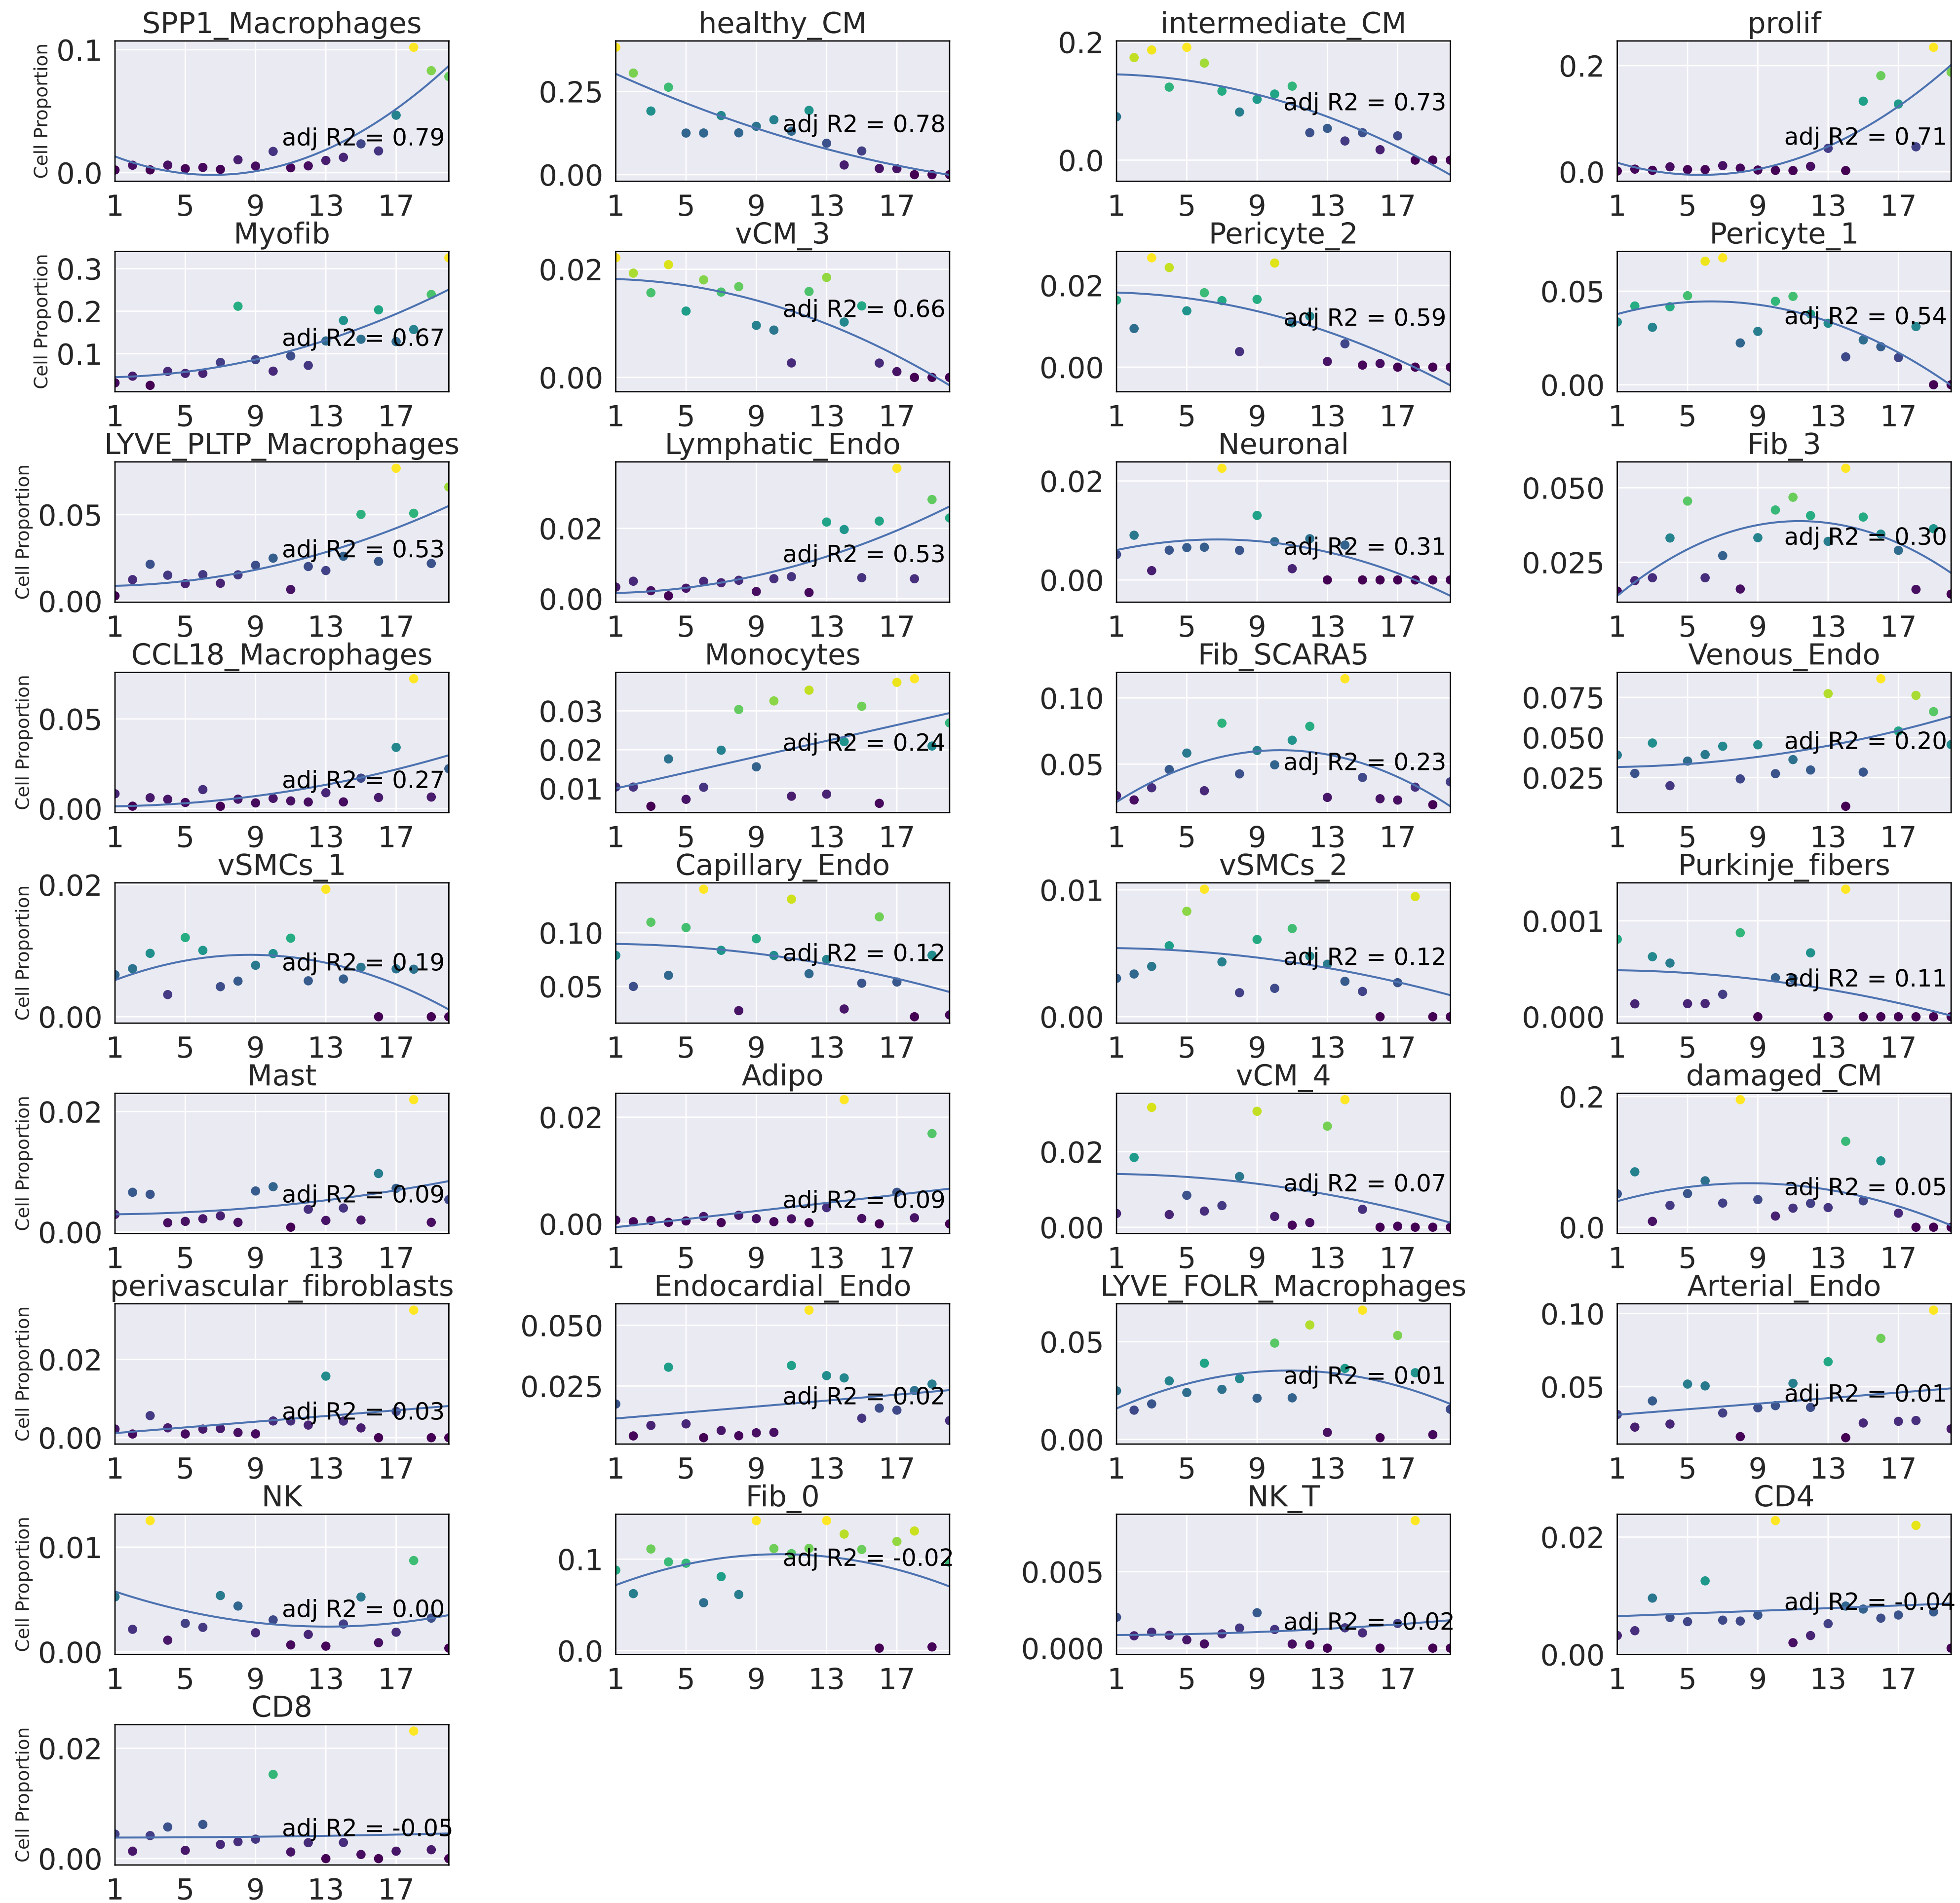 SPP1_Macrophages healthy_CM intermediate_CM prolif
Cell Proportion 0.1 0.0 adj R2 = 0.79 0.25 0.00 adj R2 = 0.78 0.2 0.0 adj R2 = 0.73 0.2 0.0 adj R2 = 0.71
1 5 9 13 17 1 5 9 13 17 1 5 9 13 17 1 5 9 13 17
Myofib vCM_3 Pericyte_2 Pericyte_1
Cell Proportion 0.3 0.2 0.1 adj R2 = 0.67 0.02 0.00 adj R2 = 0.66 0.02 0.00 adj R2 = 0.59 0.05 0.00 adj R2 = 0.54
1 5 9 13 17 1 5 9 13 17 1 5 9 13 17 1 5 9 13 17
LYVE_PLTP_Macrophages Lymphatic_Endo Neuronal Fib_3
Cell Proportion 0.05 0.00 adj R2 = 0.53 0.02 0.00 adj R2 = 0.53 0.02 0.00 adj R2 = 0.31 0.050 0.025 adj R2 = 0.30
1 5 9 13 17 1 5 9 13 17 1 5 9 13 17 1 5 9 13 17
CCL18_Macrophages Monocytes Fib_SCARA5 Venous_Endo
Cell Proportion 0.05 0.00 adj R2 = 0.27 0.03 0.02 0.01 adj R2 = 0.24 0.10 0.05 adj R2 = 0.23 0.075 0.050 0.025 adj R2 = 0.20
1 5 9 13 17 1 5 9 13 17 1 5 9 13 17 1 5 9 13 17
vSMCs_1 Capillary_Endo vSMCs_2 Purkinje_fibers
Cell Proportion 0.02 0.00 adj R2 = 0.19 0.10 0.05 adj R2 = 0.12 0.01 0.00 adj R2 = 0.12 0.001 0.000 adj R2 = 0.11
1 5 9 13 17 1 5 9 13 17 1 5 9 13 17 1 5 9 13 17
Mast Adipo vCM_4 damaged_CM
Cell Proportion 0.02 0.00 adj R2 = 0.09 0.02 0.00 adj R2 = 0.09 0.02 0.00 adj R2 = 0.07 0.2 0.0 adj R2 = 0.05
1 5 9 13 17 1 5 9 13 17 1 5 9 13 17 1 5 9 13 17
perivascular_fibroblasts Endocardial_Endo LYVE_FOLR_Macrophages Arterial_Endo
Cell Proportion 0.02 0.00 adj R2 = 0.03 0.050 0.025 adj R2 = 0.02 0.05 0.00 adj R2 = 0.01 0.10 0.05 adj R2 = 0.01
1 5 9 13 17 1 5 9 13 17 1 5 9 13 17 1 5 9 13 17
NK Fib_0 NK_T CD4
Cell Proportion 0.01 0.00 adj R2 = 0.00 0.1 0.0 adj R2 = -0.02 0.005 0.000 adj R2 = -0.02 0.02 0.00 adj R2 = -0.04
1 5 9 13 17 1 5 9 13 17 1 5 9 13 17 1 5 9 13 17
CD8
Cell Proportion 0.02 0.00 adj R2 = -0.05
1 5 9 13 17